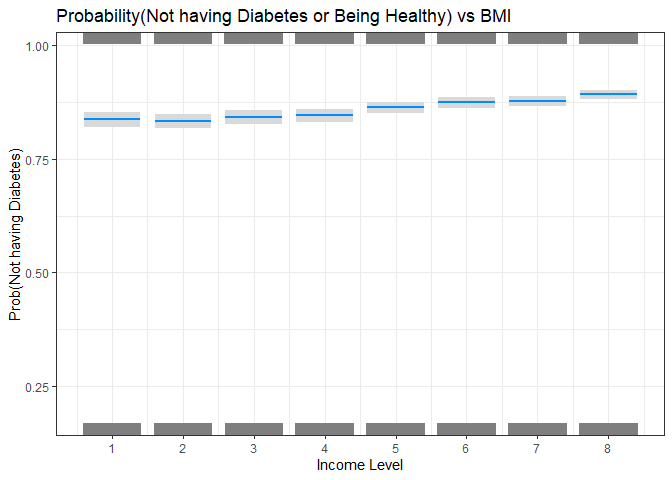 Probability(Not having Diabetes or Being Healthy) vs BMI
Prob(Not having Diabetes)
1.00
0.75
0.50
0.25
1 2 3 4 5 6 7 8
Income Level